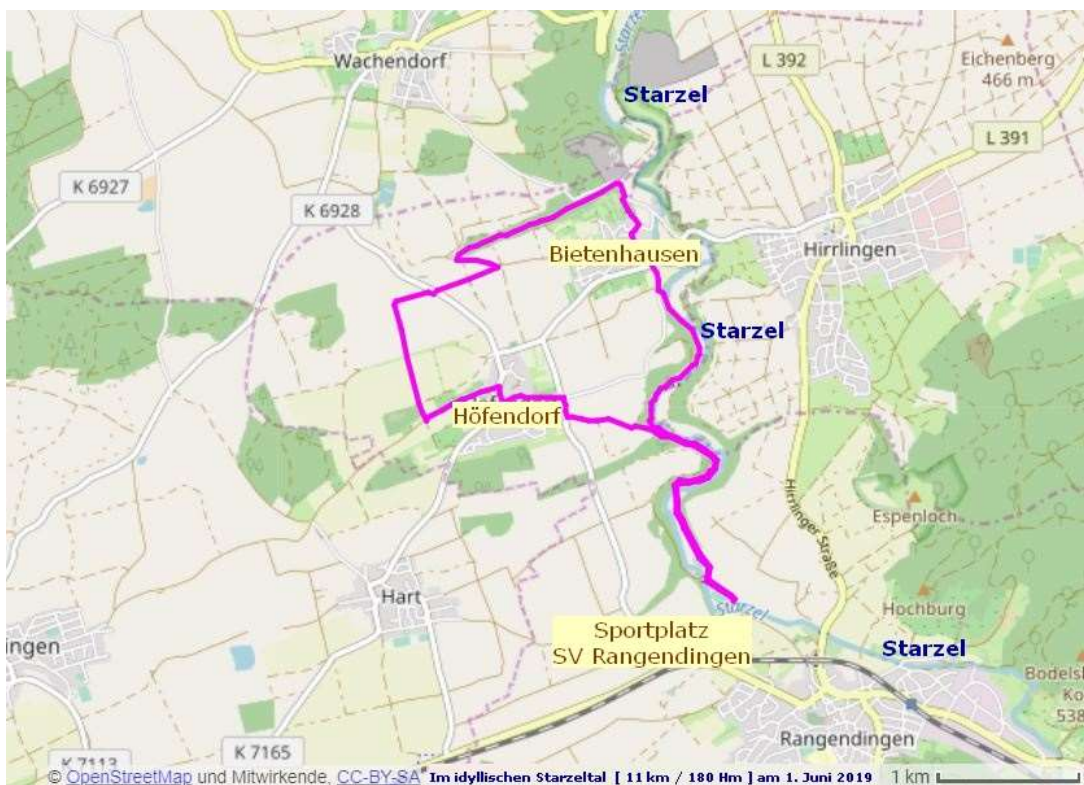 Starzel
Wachendorf
L 392
Eichenberg
466 m
Starzel
L 391
K 6927
K 6928
Bietenhausen
Hirrlingen
Starzel
Höfendorf
Hirrlinger Straße
Espenloch
Hart
Hochburg
Starzel
Sportplatz
SV Rangendingen
Starzel
ingen
Bodels
Ko
538
Rangendingen
K 7165
K 7113
© OpenStreetMap und Mitwirkende, CC-BY-SA Im idyllischen Starzeltal [ 11 km / 180 Hm ] am 1. Juni 2019 1 km